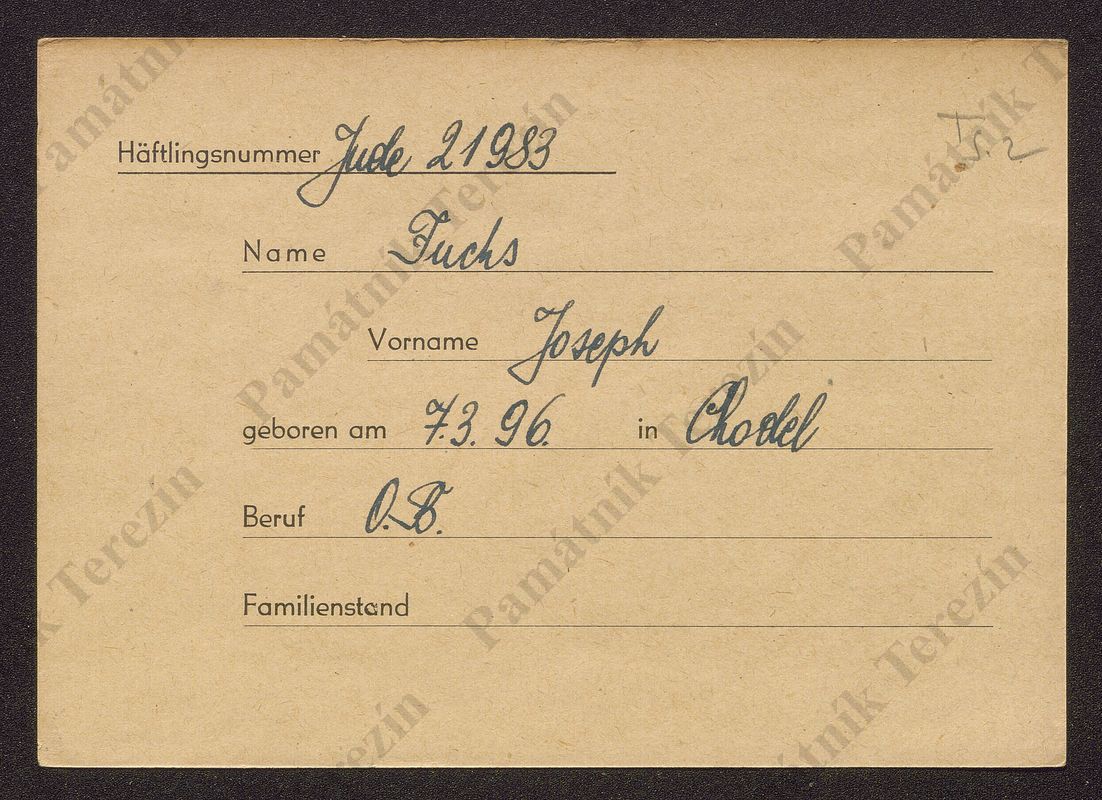 Häftlingsnummer Jude 21983
Name Fuchs
Vorname Joseph
geboren am 7.3.96. in Chodel
Beruf O.B.
Familienstand
Památník Terezín